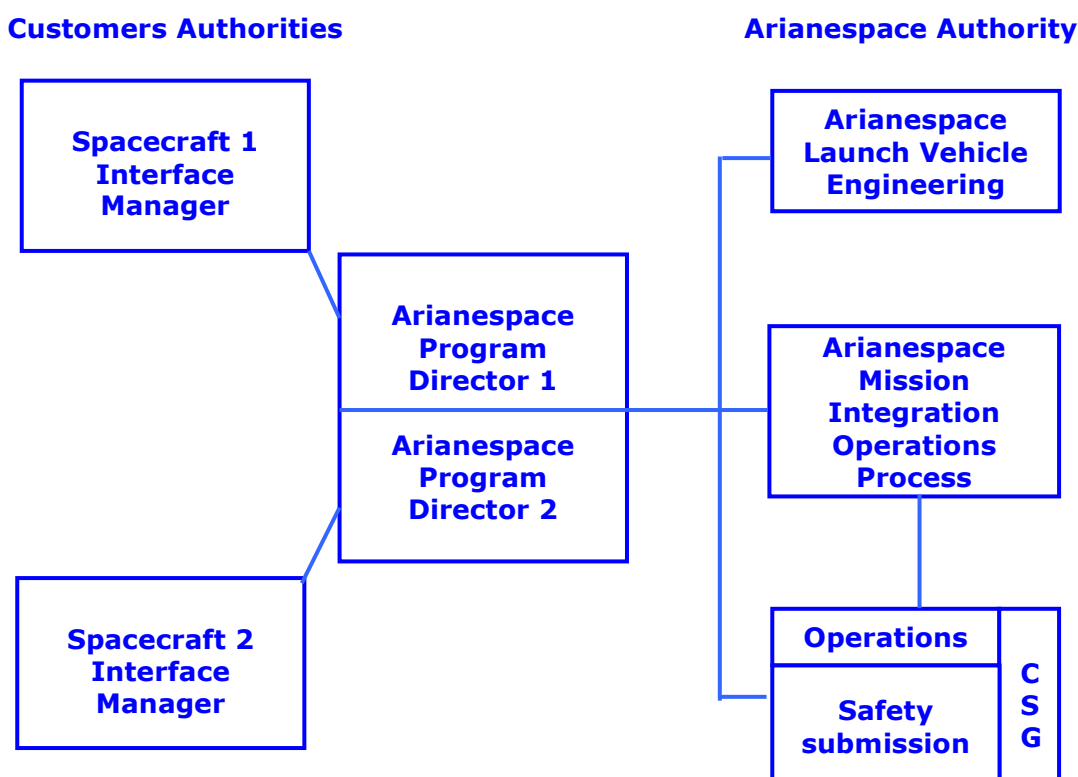 Customers Authorities
Arianespace Authority
Spacecraft 1
Interface
Manager
Arianespace
Launch Vehicle
Engineering
Arianespace
Program
Director 1
Arianespace
Program
Director 2
Arianespace
Mission
Integration
Operations
Process
Spacecraft 2
Interface
Manager
Operations
Safety
submission
C
S
G